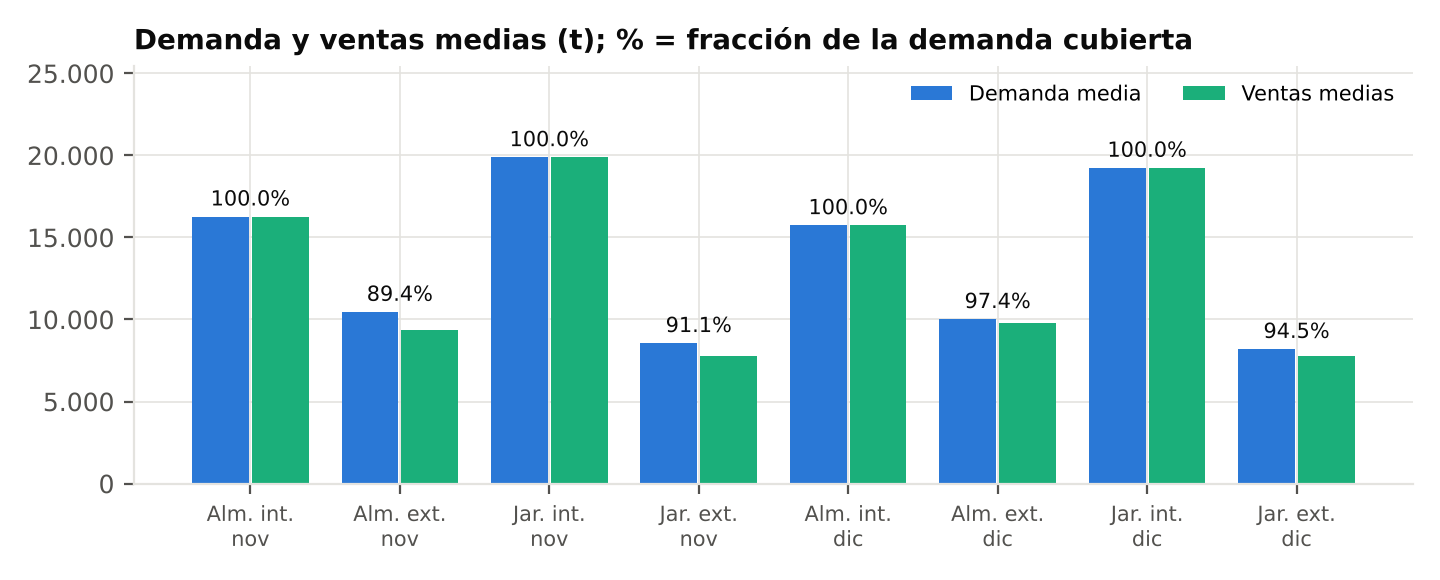 Demanda y ventas medias (t); % = fracción de la demanda cubierta
25.000
20.000
15.000
10.000
5.000
0
Demanda media
Ventas medias
100.0%
89.4%
100.0%
91.1%
100.0%
97.4%
100.0%
94.5%
Alm. int.
nov
Alm. ext.
nov
Jar. int.
nov
Jar. ext.
nov
Alm. int.
dic
Alm. ext.
dic
Jar. int.
dic
Jar. ext.
dic